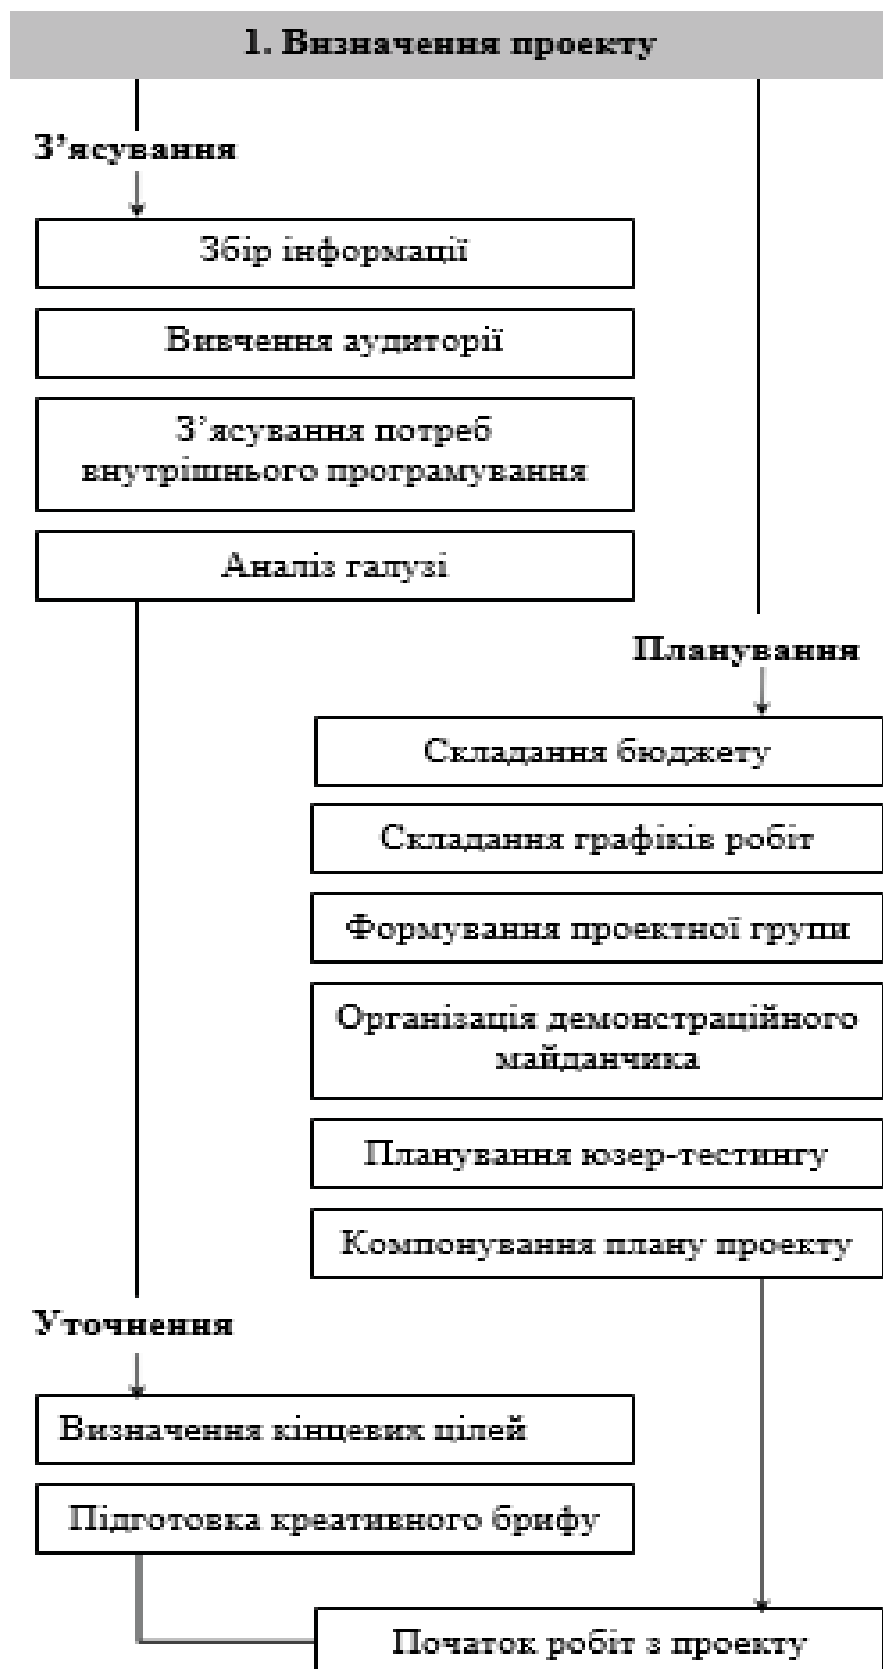 1. Визначення проекту
З’ясування
Збір інформації
Вивчення аудиторії
З’ясування потреб
внутрішнього програмування
Аналіз галузі
Планування
Складання бюджету
Складання графіків робіт
Формування проектної групи
Організація демонстраційного
майданчика
Планування юзер-тестингу
Компонування плану проекту
Уточнення
Визначення кінцевих цілей
Підготовка креативного брифу
Початок робіт з проекту